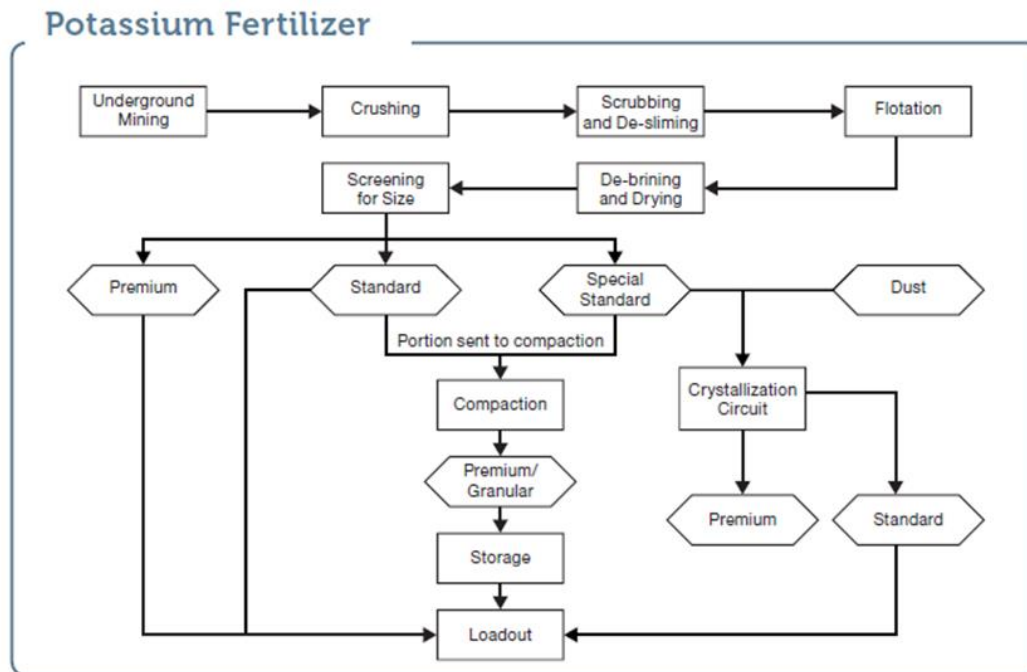 Potassium Fertilizer
Underground
Mining
Crushing
Scrubbing
and De-sliming
Flotation
Screening
for Size
De-brining
and Drying
Premium
Standard
Special
Standard
Dust
Portion sent to compaction
Compaction
Crystallization
Circuit
Premium/
Granular
Premium
Standard
Storage
Loadout